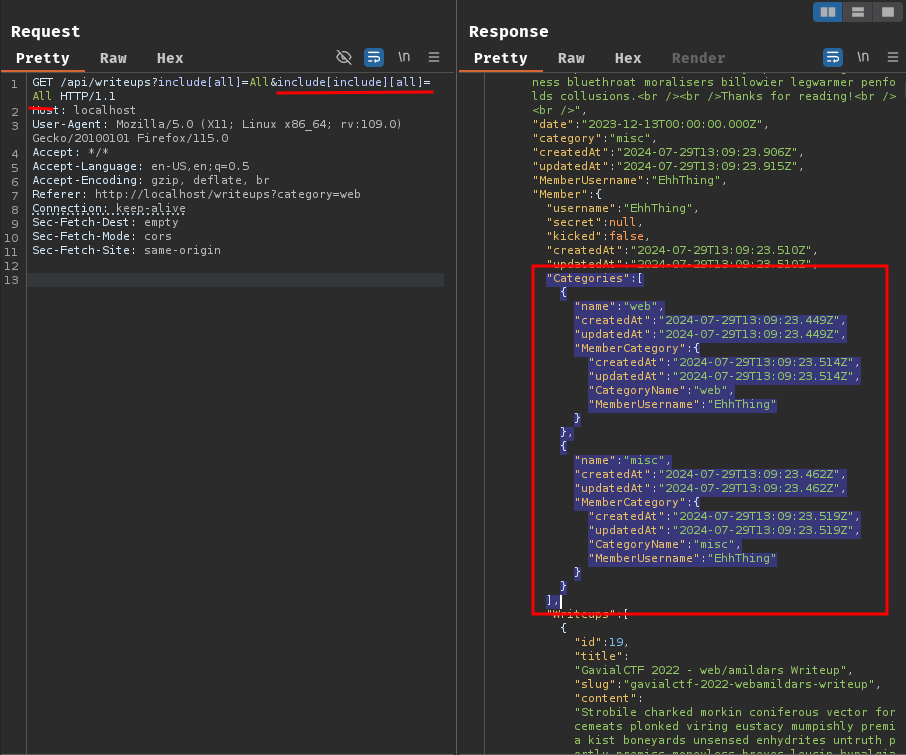 Request
Pretty Raw Hex
\n
1 GET /api/writeups?include[all]=All&include[include][all]=
All HTTP/1.1
2 Host: localhost
3 User-Agent: Mozilla/5.0 (X11; Linux x86_64; rv:109.0)
Gecko/20100101 Firefox/115.0
4 Accept: */*
5 Accept-Language: en-US,en;q=0.5
6 Accept-Encoding: gzip, deflate, br
7 Referer: http://localhost/writeups?category=web
8 Connection: keep-alive
9 Sec-Fetch-Dest: empty
10 Sec-Fetch-Mode: cors
11 Sec-Fetch-Site: same-origin
12
13
Response
Pretty Raw Hex Render
\n
ness bluethroat moralisers billowier legwarmer penfo
lds collusions.<br /><br />Thanks for reading!<br />
<br />",
"date":"2023-12-13T00:00:00.000Z",
"category":"misc",
"createdAt":"2024-07-29T13:09:23.906Z",
"updatedAt":"2024-07-29T13:09:23.915Z",
"MemberUsername":"EhhThing",
"Member":{
"username":"EhhThing",
"secret":null,
"kicked":false,
"createdAt":"2024-07-29T13:09:23.510Z",
"updatedAt":"2024-07-29T13:09:23.510Z",
"Categories":[
{
"name":"web",
"createdAt":"2024-07-29T13:09:23.449Z",
"updatedAt":"2024-07-29T13:09:23.449Z",
"MemberCategory":{
"createdAt":"2024-07-29T13:09:23.514Z",
"updatedAt":"2024-07-29T13:09:23.514Z",
"CategoryName":"web",
"MemberUsername":"EhhThing"
}
},
{
"name":"misc",
"createdAt":"2024-07-29T13:09:23.462Z",
"updatedAt":"2024-07-29T13:09:23.462Z",
"MemberCategory":{
"createdAt":"2024-07-29T13:09:23.519Z",
"updatedAt":"2024-07-29T13:09:23.519Z",
"CategoryName":"misc",
"MemberUsername":"EhhThing"
}
}
],
"Writeups":[
{
"id":19,
"title":
"GavialCTF 2022 - web/amildars Writeup",
"slug":"gavialctf-2022-webamildars-writeup",
"content":
"Strobile charked morkin coniferous vector for
cemats plonked viring eustacy mumpishly premi
a kist boneyards unsensed enhydrites untruth p